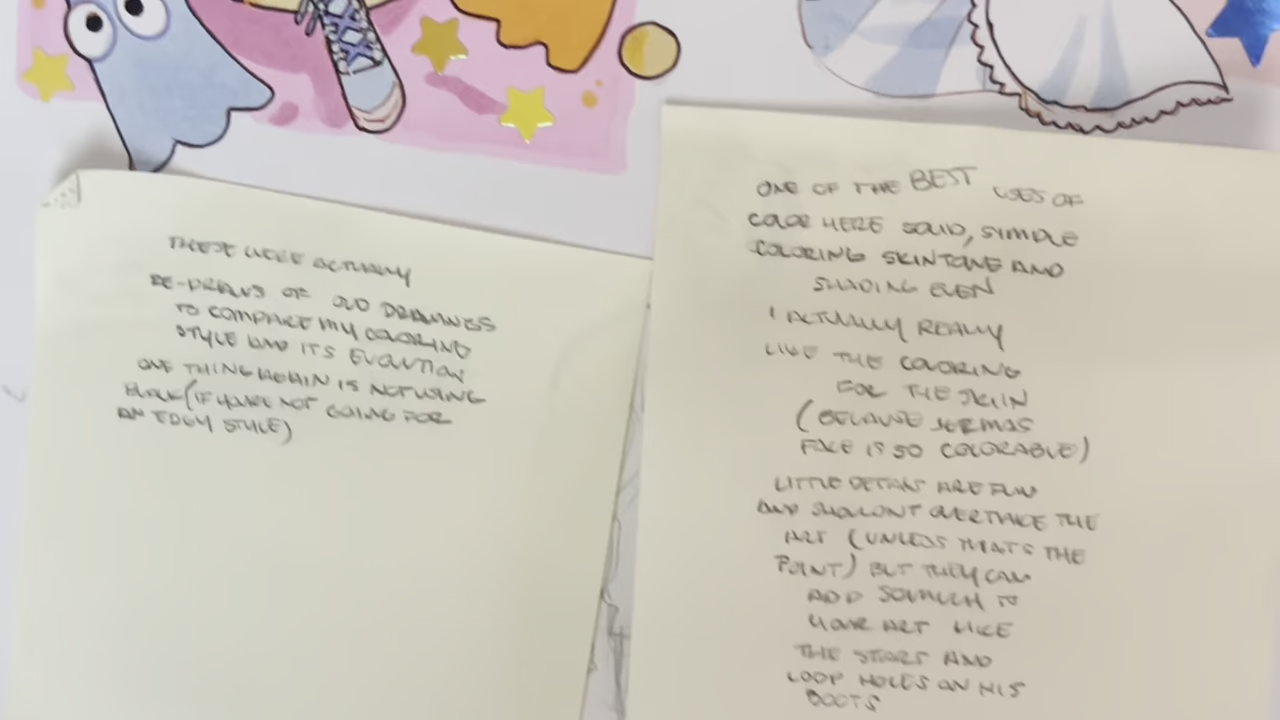 THESE WERE ACTUALLY
RE-DRAWS OF OLD DRAWINGS
TO COMPARE MY COLORING
STYLE AND ITS EVOLUTION
ONE THING AGAIN IS NOT USING
BLACK (IF YOU'RE NOT GOING FOR
AN EDGY STYLE)
ONE OF THE BEST USES OF
COLOR HERE SOLID, SIMPLE
COLORING SKINTONE AND
SHADING EVEN
I ACTUALLY REALLY
LIKE THE COLORING
FOR THE SKIN
(BECAUSE JERMAS
FACE IS SO COLORABLE)
LITTLE DETAILS ARE FUN
AND SHOULDN'T OVERTAKE THE
ART (UNLESS THAT'S THE
POINT) BUT THEY CAN
ADD SO MUCH TO
YOUR ART LIKE
THE STARS AND
LOOP HOLES ON HIS
BOOTS